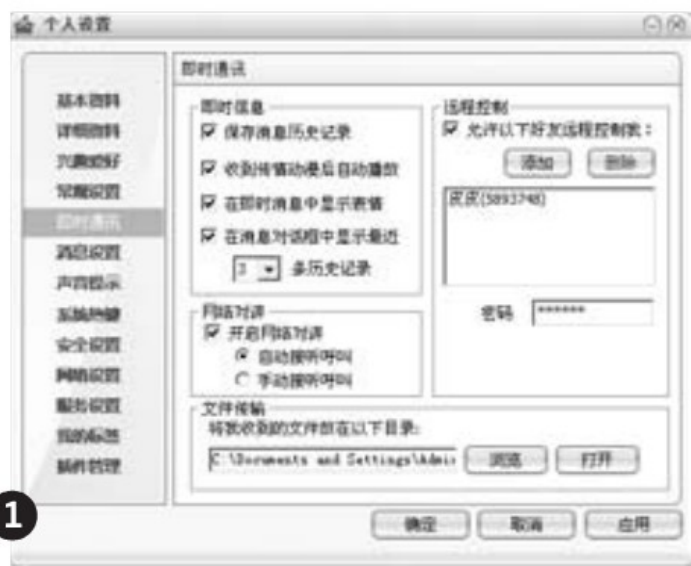 个人设置
基本资料
详细资料
兴趣爱好
常规设置
即时通讯
消息设置
声音提示
系统热键
安全设置
网络设置
服务设置
我的标签
插件管理
即时通讯
即时信息
保存消息历史记录
收到传情动漫后自动播放
在即时消息中显示表情
在消息对话框中显示最近
3 条历史记录
网络对讲
开启网络对讲
自动接听呼叫
手动接听呼叫
远程控制
允许以下好友远程控制我：
添加 删除
皮皮(5893748)
密码 ******
文件传输
将我收到的文件放在以下目录:
C:\Documents and Settings\Admi
浏览 打开
确定 取消 应用
1